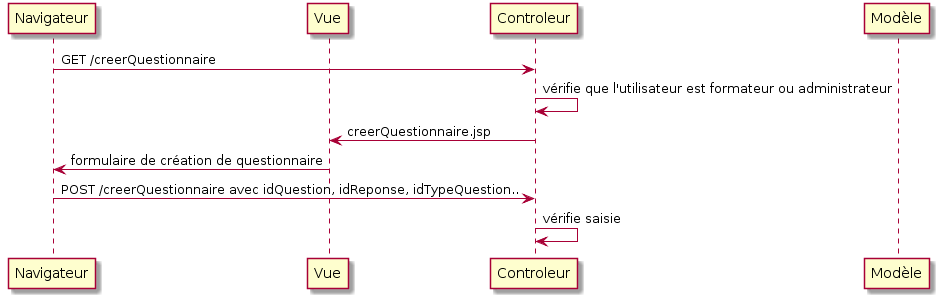 Navigateur Vue Controleur Modèle
GET /creerQuestionnaire
vérifie que l'utilisateur est formateur ou administrateur
creerQuestionnaire.jsp
formulaire de création de questionnaire
POST /creerQuestionnaire avec idQuestion, idReponse, idTypeQuestion..
vérifie saisie
Navigateur Vue Controleur Modèle